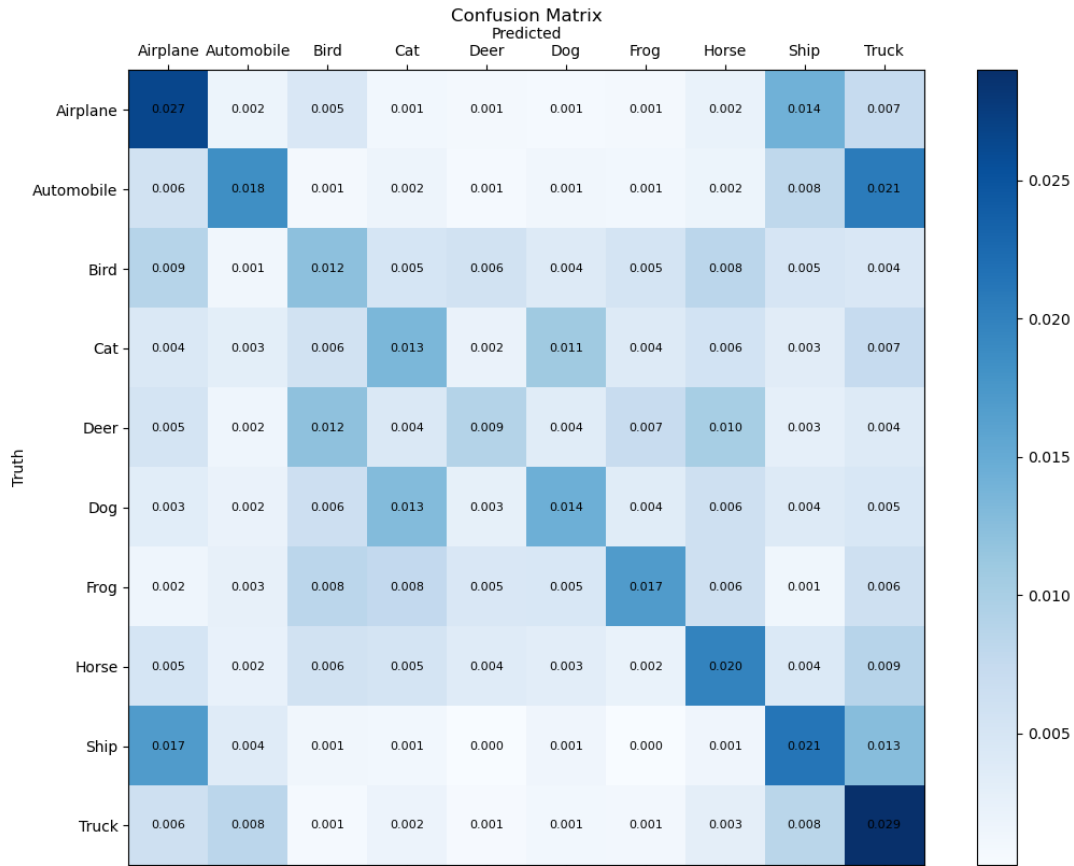 Confusion Matrix
Predicted
Airplane Automobile Bird Cat Deer Dog Frog Horse Ship Truck
Airplane 0.027 0.002 0.005 0.001 0.001 0.001 0.001 0.002 0.014 0.007
Automobile 0.006 0.018 0.001 0.002 0.001 0.001 0.001 0.002 0.008 0.021
0.025
Bird 0.009 0.001 0.012 0.005 0.006 0.004 0.005 0.008 0.005 0.004
0.020
Cat 0.004 0.003 0.006 0.013 0.002 0.011 0.004 0.006 0.003 0.007
Deer 0.005 0.002 0.012 0.004 0.009 0.004 0.007 0.010 0.003 0.004
0.015
Truth
Dog 0.003 0.002 0.006 0.013 0.003 0.014 0.004 0.006 0.004 0.005
Frog 0.002 0.003 0.008 0.008 0.005 0.005 0.017 0.006 0.001 0.006
0.010
Horse 0.005 0.002 0.006 0.005 0.004 0.003 0.002 0.020 0.004 0.009
Ship 0.017 0.004 0.001 0.001 0.000 0.001 0.000 0.001 0.021 0.013
0.005
Truck 0.006 0.008 0.001 0.002 0.001 0.001 0.001 0.003 0.008 0.029